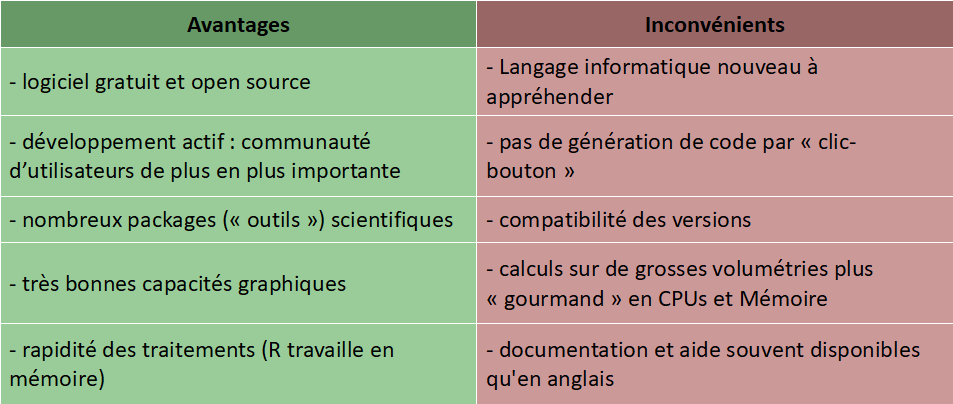 Avantages
Inconvénients
- logiciel gratuit et open source
- Langage informatique nouveau à
appréhender
- développement actif : communauté
d’utilisateurs de plus en plus importante
- pas de génération de code par « clic-
bouton »
- nombreux packages (« outils ») scientifiques
- compatibilité des versions
- très bonnes capacités graphiques
- calculs sur de grosses volumétries plus
« gourmand » en CPUs et Mémoire
- rapidité des traitements (R travaille en
mémoire)
- documentation et aide souvent disponibles
qu'en anglais